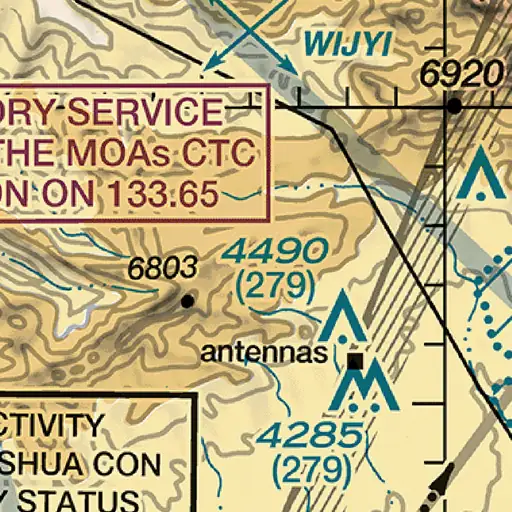 WIJYI
6920
ORY SERVICE
THE MOAs CTC
ON ON 133.65
4490
(279)
6803
antennas
CTIVITY
SHUA CON
Y STATUS
4285
(279)